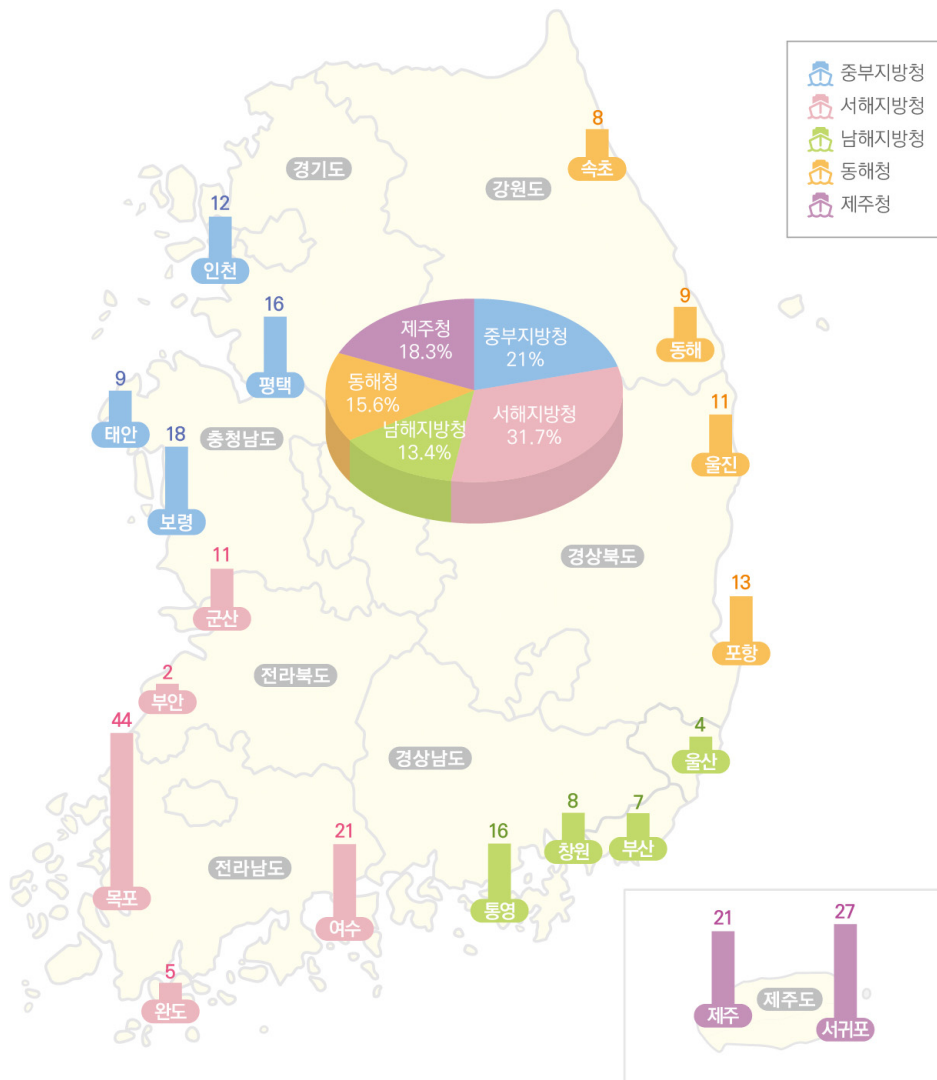 중부지방청
서해지방청
남해지방청
동해청
제주청
8
속초
경기도
강원도
12
인천
16
평택
9
동해
제주청
18.3%
중부지방청
21%
동해청
15.6%
서해지방청
31.7%
남해지방청
13.4%
9
태안
충청남도
18
보령
11
울진
11
군산
경상북도
13
포항
2
부안
전라북도
44
목포
경상남도
4
울산
8
창원
7
부산
16
통영
21
여수
전라남도
5
완도
21
제주
제주도
27
서귀포